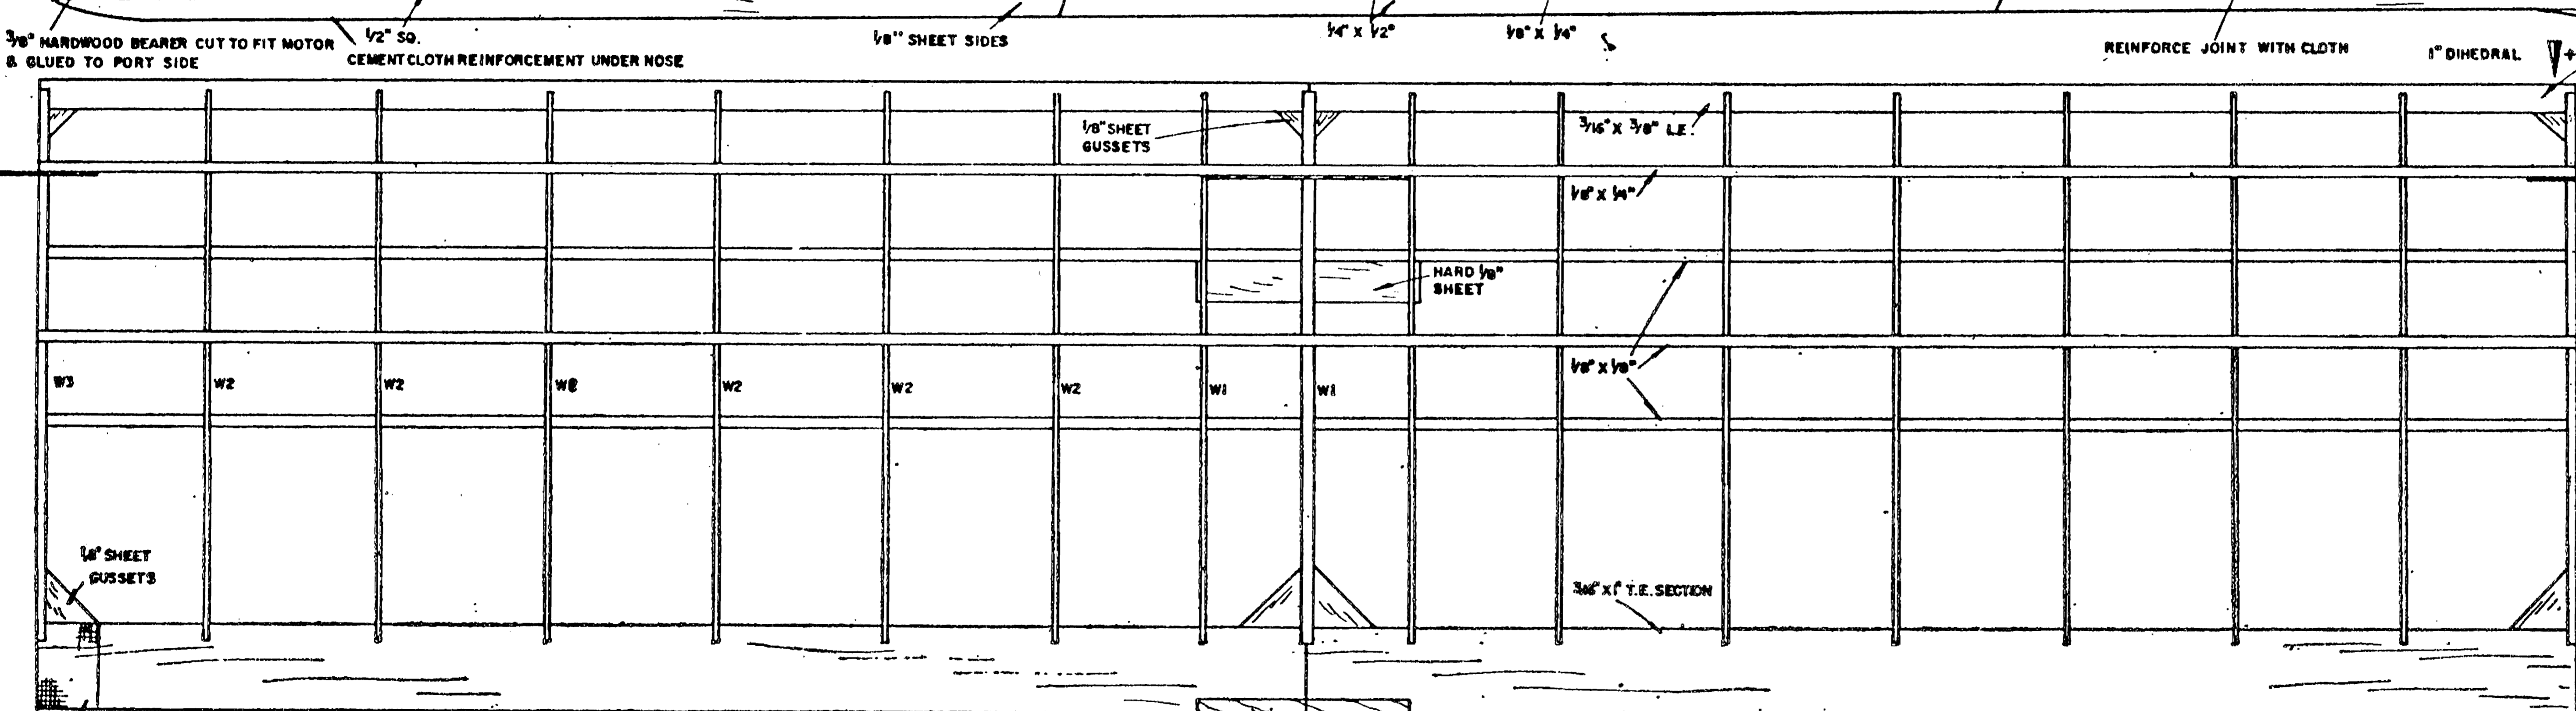 3/8" HARDWOOD BEARER CUT TO FIT MOTOR
& GLUED TO PORT SIDE
1/2" SQ.
CEMENT CLOTH REINFORCEMENT UNDER NOSE
1/8" SHEET SIDES
1/4" X 1/2"
1/8" X 1/4"
REINFORCE JOINT WITH CLOTH
1" DIHEDRAL
+
1/8" SHEET
GUSSETS
3/16" X 3/8" L.E.
1/8" X 1/4"
HARD 1/8"
SHEET
1/8" X 1/8"
W3
W2
W2
W2
W2
W2
W2
W1
W1
1/8" SHEET
GUSSETS
3/16" X 1" T.E. SECTION